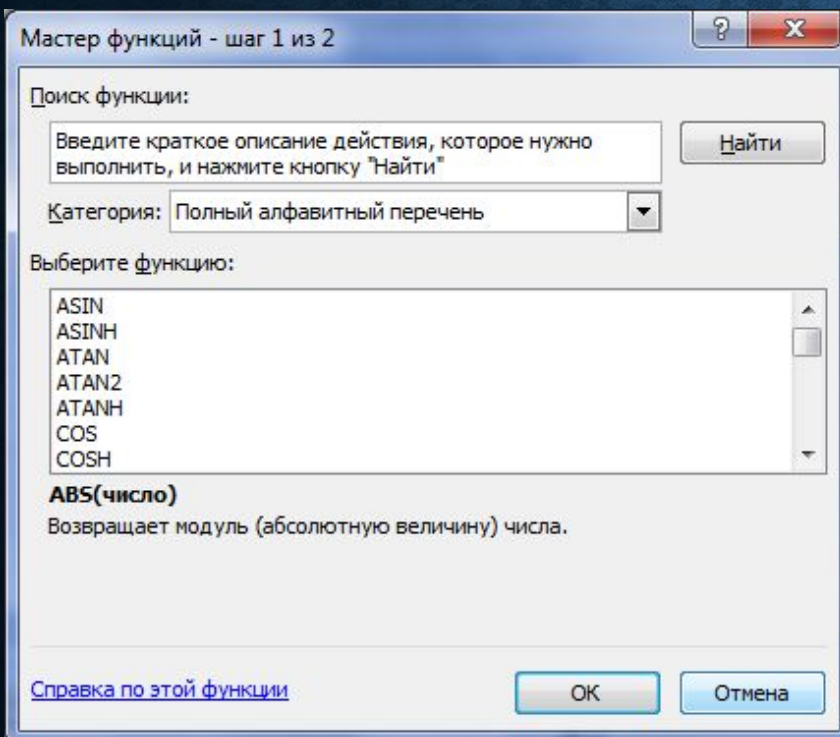 Мастер функций - шаг 1 из 2
Поиск функции:
Введите краткое описание действия, которое нужно
выполнить, и нажмите кнопку "Найти"
Найти
Категория: Полный алфавитный перечень
Выберите функцию:
ASIN
ASINH
ATAN
ATAN2
ATANH
COS
COSH
ABS(число)
Возвращает модуль (абсолютную величину) числа.
Справка по этой функции
ОК
Отмена